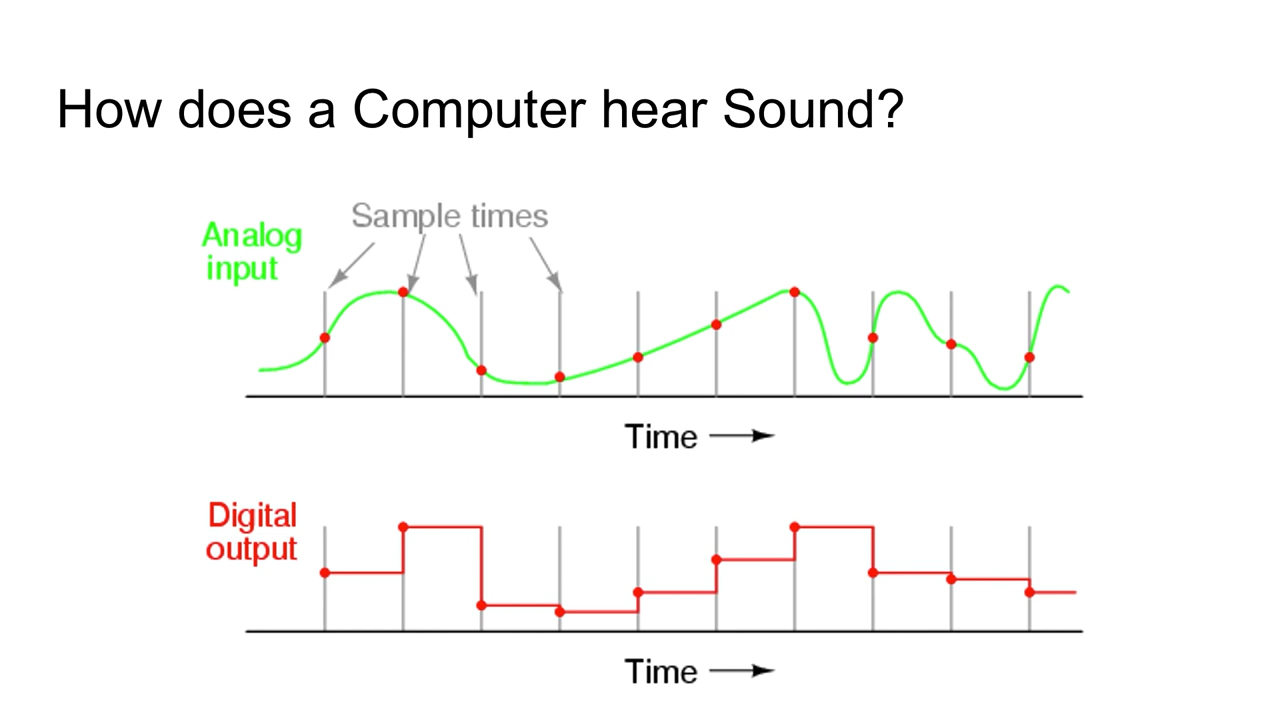 How does a Computer hear Sound?
Sample times
Analog
input
Time
Digital
output
Time